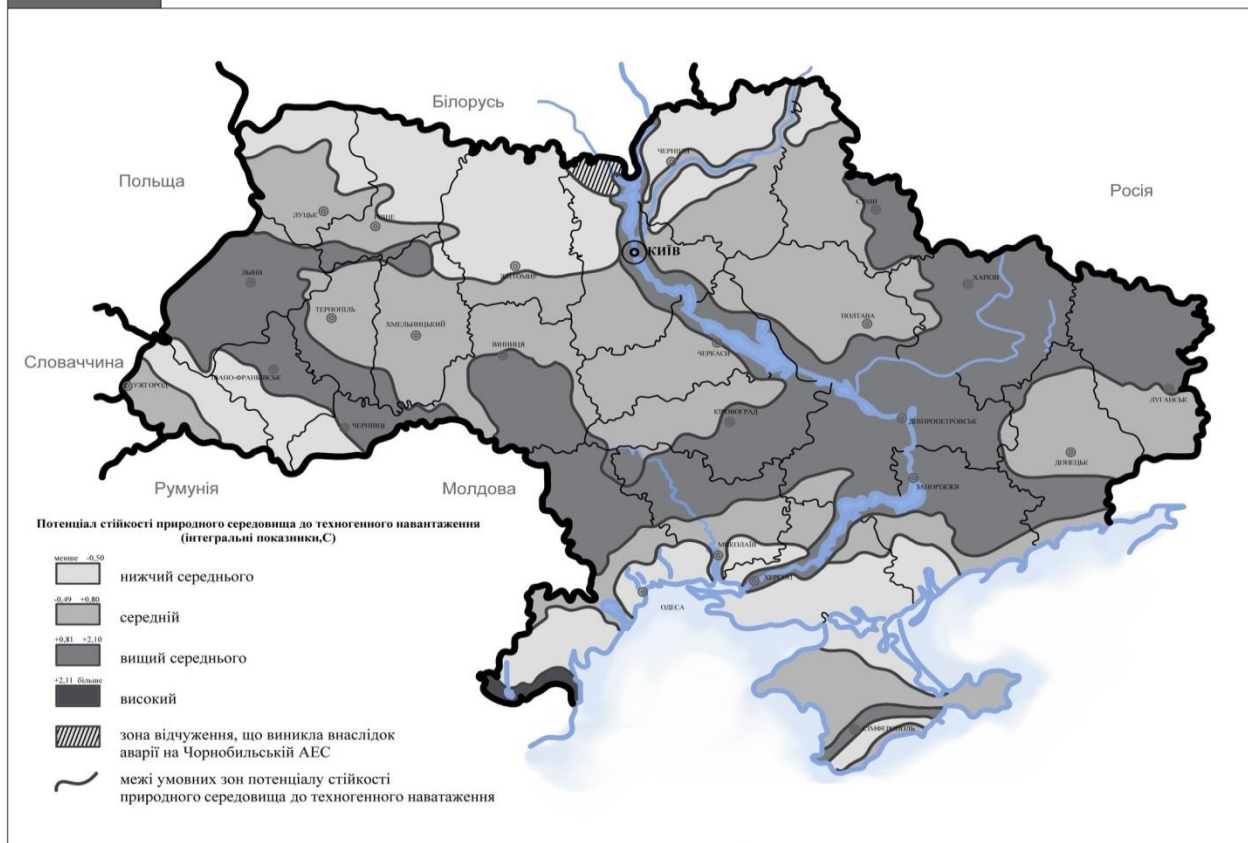 Білорусь
Польща
Росія
Словаччина
Румунія
Молдова
ЧЕРНІГІВ
СУМИ
ЛУЦЬК
РІВНЕ
КИЇВ
ЖИТОМИР
ЛЬВІВ
ХАРКІВ
ТЕРНОПІЛЬ
ХМЕЛЬНИЦЬКИЙ
ПОЛТАВА
ВІННИЦЯ
ЧЕРКАСИ
ІВАНО-ФРАНКІВСЬК
УЖГОРОД
ЛУГАНСЬК
ЧЕРНІВЦІ
КІРОВОГРАД
ДНІПРОПЕТРОВСЬК
ДОНЕЦЬК
ЗАПОРІЖЖЯ
МИКОЛАЇВ
ХЕРСОН
ОДЕСА
СІМФЕРОПОЛЬ
Потенціал стійкості природного середовища до техногенного навантаження
(інтегральні показники,С)
менше -0,50
нижчий середнього
-0,49 +0,80
середній
+0,81 +2,10
вищий середнього
+2,11 більше
високий
зона відчуження, що виникла внаслідок
аварії на Чорнобильській АЕС
межі умовних зон потенціалу стійкості
природного середовища до техногенного наватаження